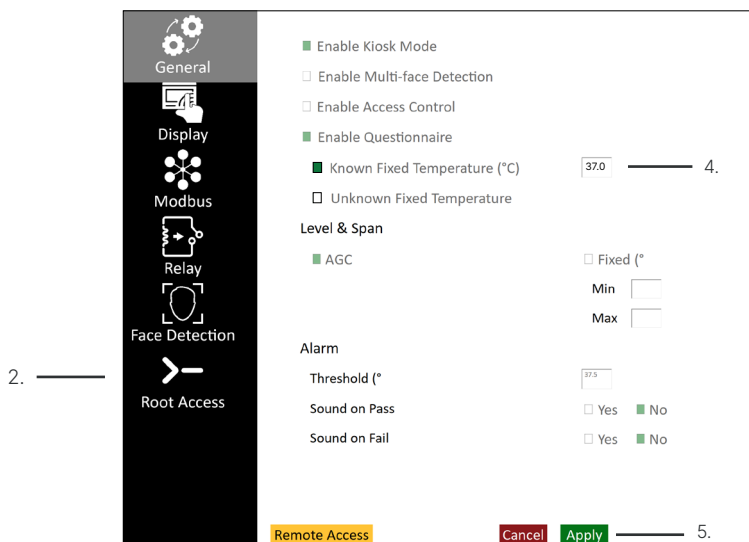 General
Display
Modbus
Relay
Face Detection
2.
Root Access
Enable Kiosk Mode
Enable Multi-face Detection
Enable Access Control
Enable Questionnaire
Known Fixed Temperature (°C) 37.0 4.
Unknown Fixed Temperature
Level & Span
AGC Fixed (°
Min
Max
Alarm
Threshold (° 37.5
Sound on Pass Yes No
Sound on Fail Yes No
Remote Access Cancel Apply 5.